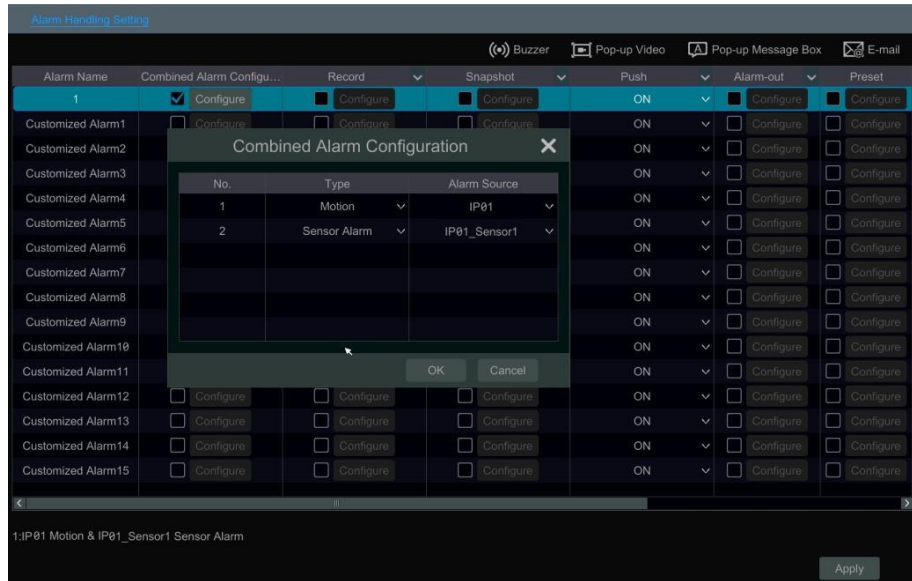 Alarm Handling Setting
Buzzer Pop-up Video Pop-up Message Box E-mail
Alarm Name Combined Alarm Configu... Record Snapshot Push Alarm-out Preset
1 Configure Configure Configure ON Configure Configure
Customized Alarm1 Configure Configure Configure ON Configure Configure
Customized Alarm2 ON Configure Configure
Combined Alarm Configuration
Customized Alarm3 ON Configure Configure
No. Type Alarm Source
Customized Alarm4 ON Configure Configure
1 Motion IP01
Customized Alarm5 ON Configure Configure
2 Sensor Alarm IP01_Sensor1
Customized Alarm6 ON Configure Configure
Customized Alarm7 ON Configure Configure
Customized Alarm8 ON Configure Configure
Customized Alarm9 ON Configure Configure
Customized Alarm10 ON Configure Configure
Customized Alarm11 ON Configure Configure
OK Cancel
Customized Alarm12 Configure Configure Configure ON Configure Configure
Customized Alarm13 Configure Configure Configure ON Configure Configure
Customized Alarm14 Configure Configure Configure ON Configure Configure
Customized Alarm15 Configure Configure Configure ON Configure Configure
1:IP01 Motion & IP01_Sensor1 Sensor Alarm
Apply